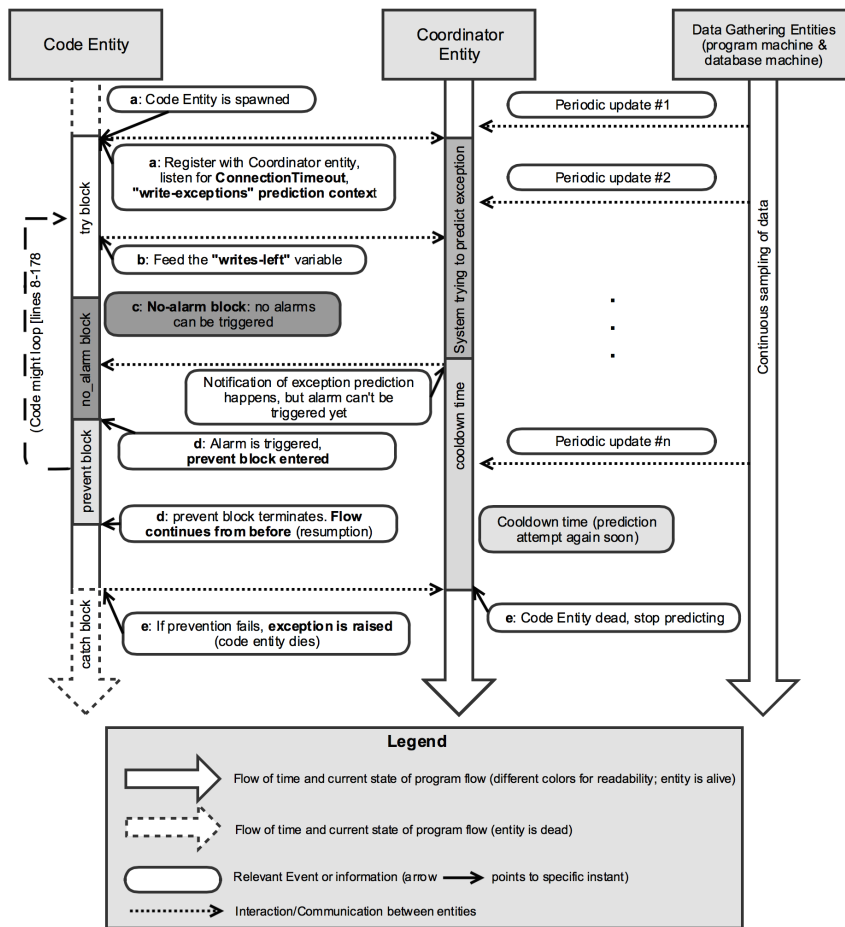 Code Entity
Coordinator
Entity
Data Gathering Entities
(program machine &
database machine)
a: Code Entity is spawned
Periodic update #1
a: Register with Coordinator entity,
listen for ConnectionTimeout,
"write-exceptions" prediction context
Periodic update #2
try block
System trying to predict exception
Continuous sampling of data
b: Feed the "writes-left" variable
(Code might loop [lines 8-178
c: No-alarm block: no alarms
can be triggered
no_alarm block
Notification of exception prediction
happens, but alarm can't be
triggered yet
cooldown time
d: Alarm is triggered,
prevent block entered
Periodic update #n
prevent block
d: prevent block terminates. Flow
continues from before (resumption)
Cooldown time (prediction
attempt again soon)
catch block
e: If prevention fails, exception is raised
(code entity dies)
e: Code Entity dead, stop predicting
Legend
Flow of time and current state of program flow (different colors for readability; entity is alive)
Flow of time and current state of program flow (entity is dead)
Relevant Event or information (arrow points to specific instant)
Interaction/Communication between entities